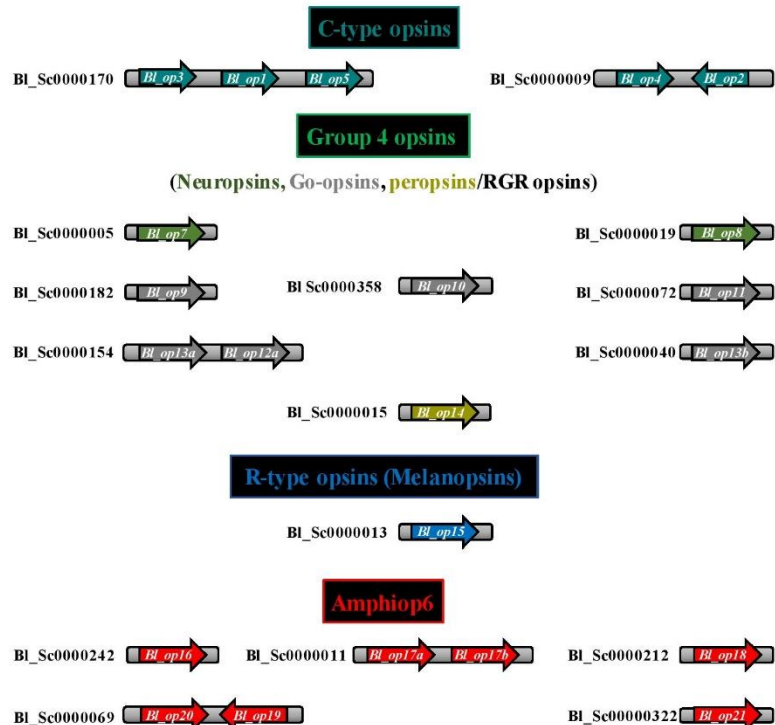 C-type opsins
Bl_Sc0000170 Bl_op3 Bl_op1 Bl_op5 Bl_Sc0000009 Bl_op4 Bl_op2
Group 4 opsins
(Neuropsins, Go-opsins, peropsins/RGR opsins)
Bl_Sc0000005 Bl_op7 Bl_Sc0000019 Bl_op8
Bl_Sc0000182 Bl_op9 Bl Sc0000358 Bl_op10 Bl_Sc0000072 Bl_op11
Bl_Sc0000154 Bl_op13a Bl_op12a Bl_Sc0000040 Bl_op13b
Bl_Sc0000015 Bl_op14
R-type opsins (Melanopsins)
Bl_Sc0000013 Bl_op15
Amphiop6
Bl_Sc0000242 Bl_op16 Bl_Sc0000011 Bl_op17a Bl_op17b Bl_Sc0000212 Bl_op18
Bl_Sc0000069 Bl_op20 Bl_op19 Bl_Sc00000322 Bl_op21